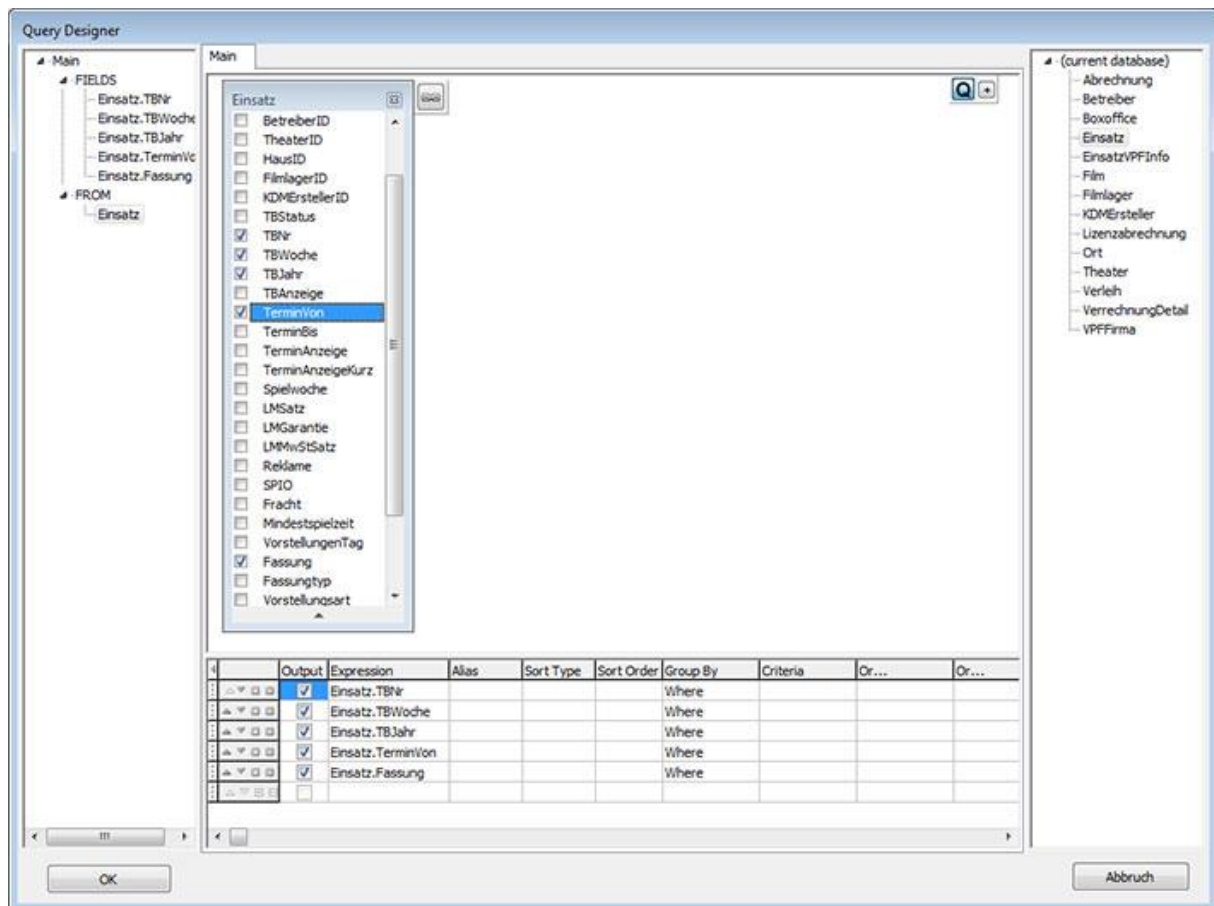 Query Designer
Main
FIELDS
Einsatz.TBNr
Einsatz.TBWoche
Einsatz.TBJahr
Einsatz.TerminVo
Einsatz.Fassung
FROM
Einsatz
Main
Einsatz
BetreiberID
TheaterID
HausID
FilmlagerID
KDMErstellerID
TBStatus
TBNr
TBWoche
TBJahr
TBAnzeige
TerminVon
TerminBis
TerminAnzeige
TerminAnzeigeKurz
Spielwoche
LMSatz
LMGarantie
LMMwStSatz
Reklame
SPIO
Fracht
Mindestspielzeit
VorstellungenTag
Fassung
Fassungtyp
Vorstellungsart
Q +
Output Expression Alias Sort Type Sort Order Group By Criteria Or... Or...
Einsatz.TBNr Where
Einsatz.TBWoche Where
Einsatz.TBJahr Where
Einsatz.TerminVon Where
Einsatz.Fassung Where
(current database)
Abrechnung
Betreiber
Boxoffice
Einsatz
EinsatzVPFInfo
Film
Filmlager
KDMErsteller
Lizenzabrechnung
Ort
Theater
Verleih
VerrechnungDetail
VPFFirma
OK
Abbruch